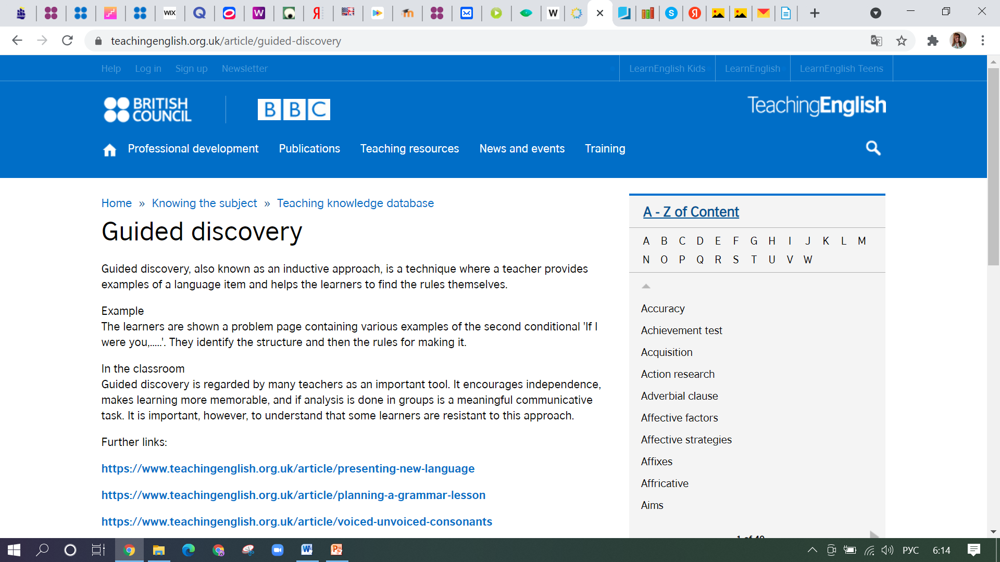 WIX
Q
W
Я
W
S
Я
teachingenglish.org.uk/article/guided-discovery
Help Log in Sign up Newsletter
LearnEnglish Kids LearnEnglish LearnEnglish Teens
BRITISH
COUNCIL
BBC
TeachingEnglish
Professional development Publications Teaching resources News and events Training
Home » Knowing the subject » Teaching knowledge database
Guided discovery
Guided discovery, also known as an inductive approach, is a technique where a teacher provides
examples of a language item and helps the learners to find the rules themselves.
Example
The learners are shown a problem page containing various examples of the second conditional 'If I
were you,.....'. They identify the structure and then the rules for making it.
In the classroom
Guided discovery is regarded by many teachers as an important tool. It encourages independence,
makes learning more memorable, and if analysis is done in groups is a meaningful communicative
task. It is important, however, to understand that some learners are resistant to this approach.
Further links:
https://www.teachingenglish.org.uk/article/presenting-new-language
https://www.teachingenglish.org.uk/article/planning-a-grammar-lesson
https://www.teachingenglish.org.uk/article/voiced-unvoiced-consonants
A - Z of Content
A B C D E F G H I J K L M
N O P Q R S T U V W
Accuracy
Achievement test
Acquisition
Action research
Adverbial clause
Affective factors
Affective strategies
Affixes
Affricative
Aims
1 of 40
РУС 6:14